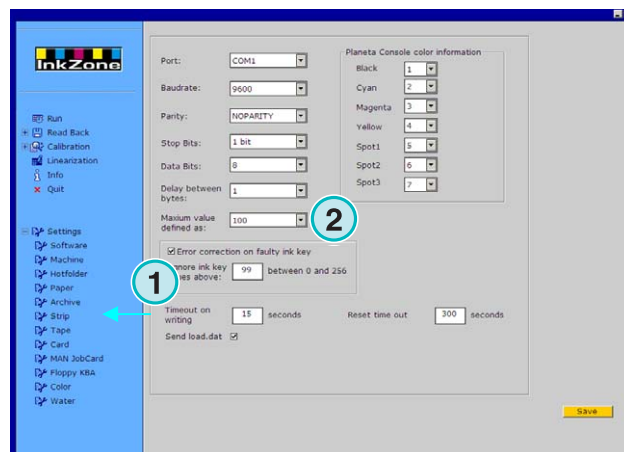 InkZone
Run
Read Back
Calibration
Linearization
Info
Quit
Settings
Software
Machine
Hotfolder
Paper
Archive
Strip
Tape
Card
MAN JobCard
Floppy KBA
Color
Water
Port: COM1
Baudrate: 9600
Parity: NOPARITY
Stop Bits: 1 bit
Data Bits: 8
Delay between
bytes: 1
Maxium value
defined as: 100
Planeta Console color information
Black 1
Cyan 2
Magenta 3
Yellow 4
Spot1 5
Spot2 6
Spot3 7
2
Error correction on faulty ink key
ink key
above: 99 between 0 and 256
1
Timeout on
writing 15 seconds
Reset time out 300 seconds
Send load.dat
Save